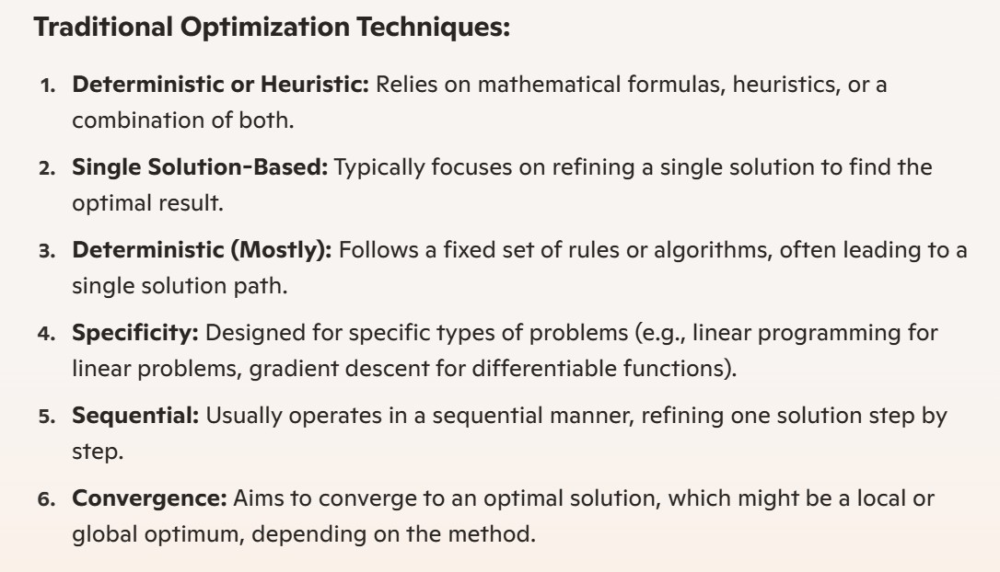 Traditional Optimization Techniques:
1. Deterministic or Heuristic: Relies on mathematical formulas, heuristics, or a
combination of both.
2. Single Solution-Based: Typically focuses on refining a single solution to find the
optimal result.
3. Deterministic (Mostly): Follows a fixed set of rules or algorithms, often leading to a
single solution path.
4. Specificity: Designed for specific types of problems (e.g., linear programming for
linear problems, gradient descent for differentiable functions).
5. Sequential: Usually operates in a sequential manner, refining one solution step by
step.
6. Convergence: Aims to converge to an optimal solution, which might be a local or
global optimum, depending on the method.